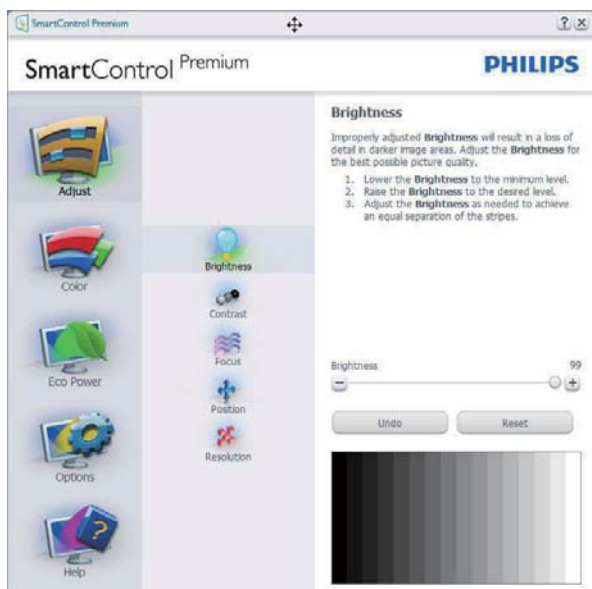 SmartControl Premium
? x
SmartControl Premium
PHILIPS
Adjust
Color
Eco Power
Options
Help
Brightness
Contrast
Focus
Position
Resolution
Brightness
Improperly adjusted Brightness will result in a loss of
detail in darker image areas. Adjust the Brightness for
the best possible picture quality.
1. Lower the Brightness to the minimum level.
2. Raise the Brightness to the desired level.
3. Adjust the Brightness as needed to achieve
an equal separation of the stripes.
Brightness 99
Undo Reset